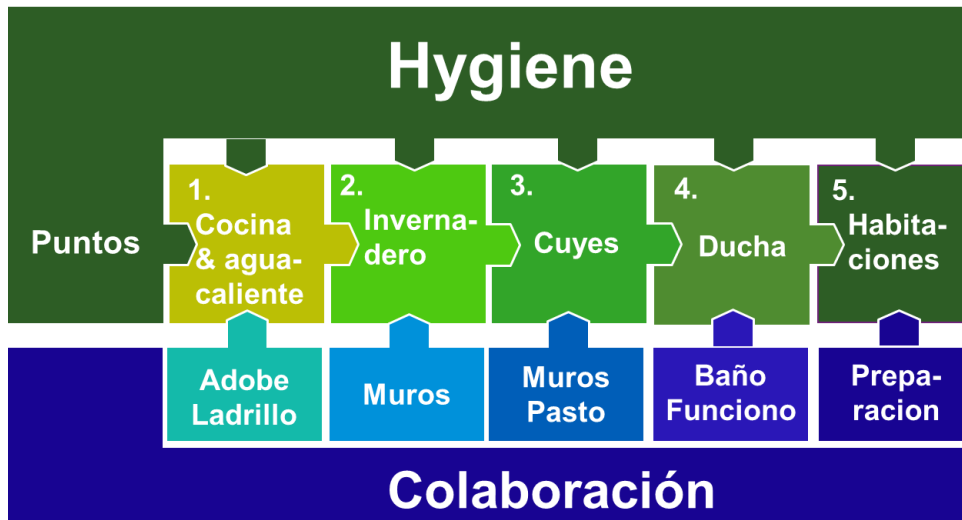 Hygiene
Puntos
1.
Cocina
& agua-
caliente
2.
Inverna-
dero
3.
Cuyes
4.
Ducha
5.
Habita-
ciones
Adobe
Ladrillo
Muros
Muros
Pasto
Baño
Funciono
Prepa-
racion
Colaboración